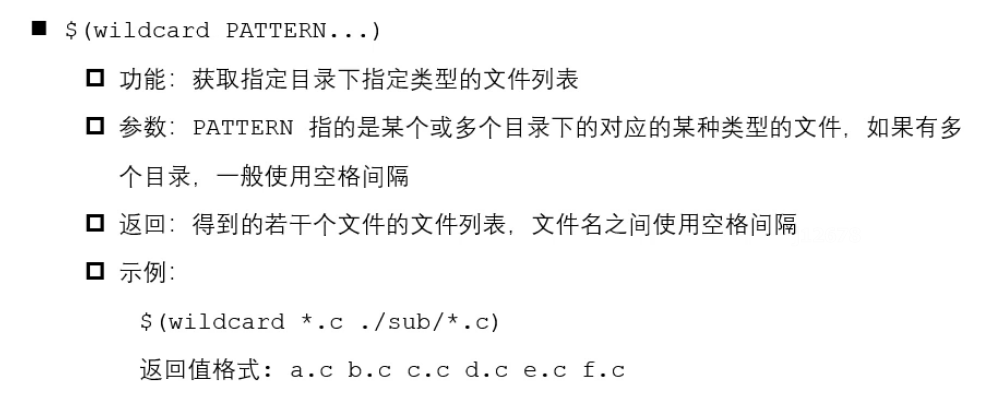 $(wildcard PATTERN...)
功能：获取指定目录下指定类型的文件列表
参数：PATTERN 指的是某个或多个目录下的对应的某种类型的文件，如果有多
个目录，一般使用空格间隔
返回：得到的若干个文件的文件列表，文件名之间使用空格间隔
示例：
$(wildcard *.c ./sub/*.c)
返回值格式: a.c b.c c.c d.c e.c f.c